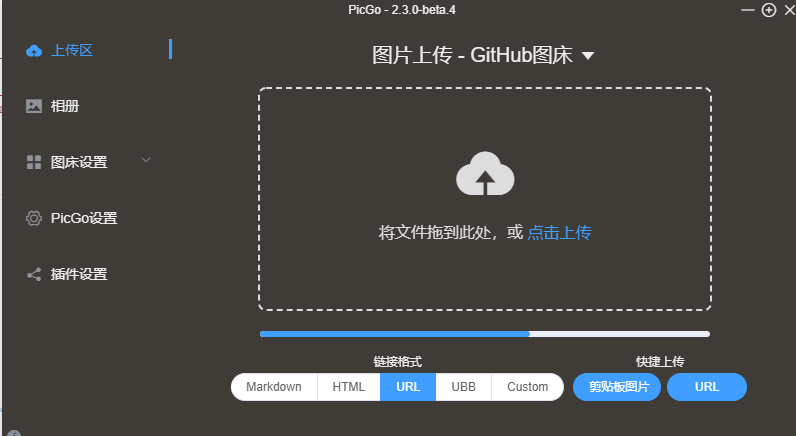 PicGo - 2.3.0-beta.4
上传区
相册
图床设置
PicGo设置
插件设置
图片上传 - GitHub图床
将文件拖到此处，或 点击上传
链接格式
快捷上传
Markdown
HTML
URL
UBB
Custom
剪贴板图片
URL